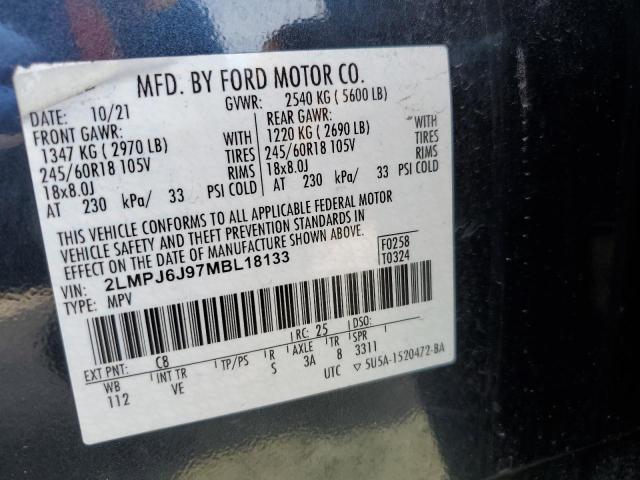 MFD. BY FORD MOTOR CO.
DATE: 10/21 GVWR: 2540 KG ( 5600 LB)
FRONT GAWR: REAR GAWR:
1347 KG ( 2970 LB) WITH 1220 KG ( 2690 LB) WITH
245/60R18 105V TIRES 245/60R18 105V TIRES
18x8.0J RIMS 18x8.0J RIMS
AT 230 kPa/ 33 PSI COLD AT 230 kPa/ 33 PSI COLD
THIS VEHICLE CONFORMS TO ALL APPLICABLE FEDERAL MOTOR
VEHICLE SAFETY AND THEFT PREVENTION STANDARDS IN
EFFECT ON THE DATE OF MANUFACTURE SHOWN ABOVE.
VIN: 2LMPJ6J97MBL18133 F0258
TYPE: MPV T0324
EXT PNT: C8 RC: 25 DSO:
WB INT TR TP/PS R AXLE TR SPR
112 VE S 3A 8 3311
UTC ▽ 5U5A-1520472-BA